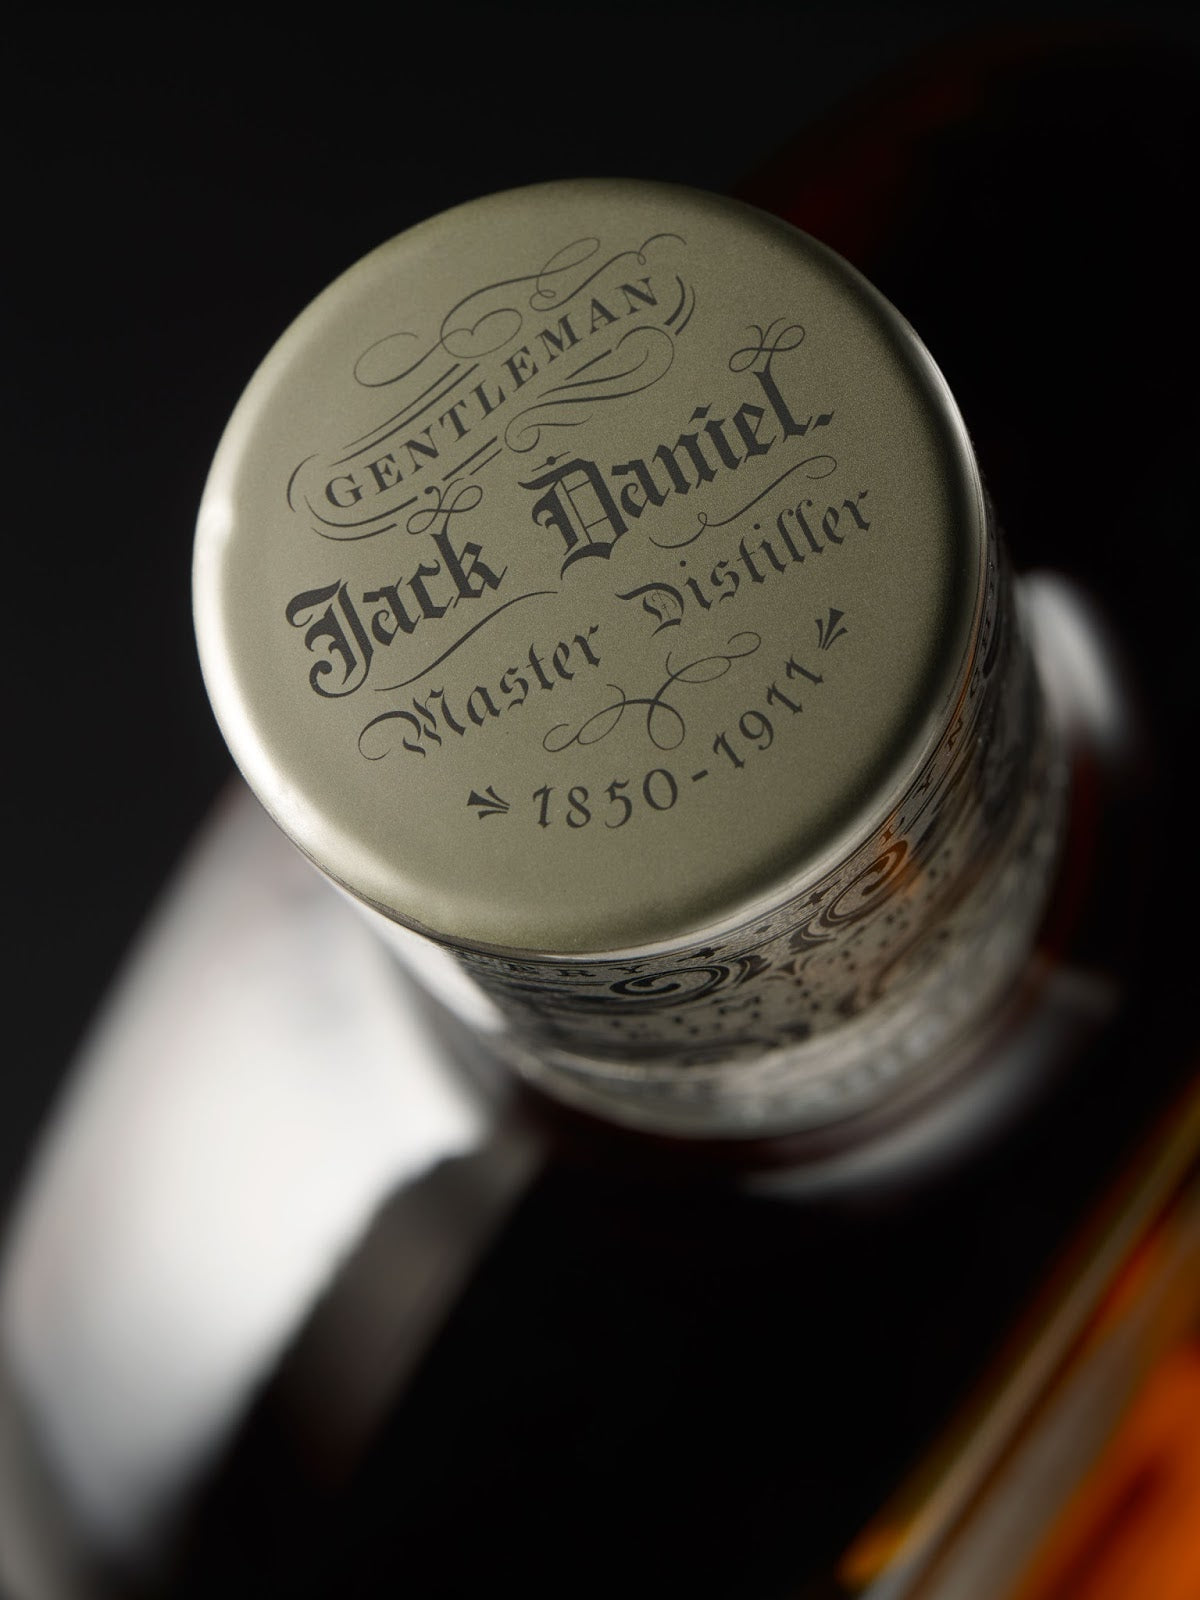 GENTLEMAN
Jack Daniel.
Master Distiller
1850-1911